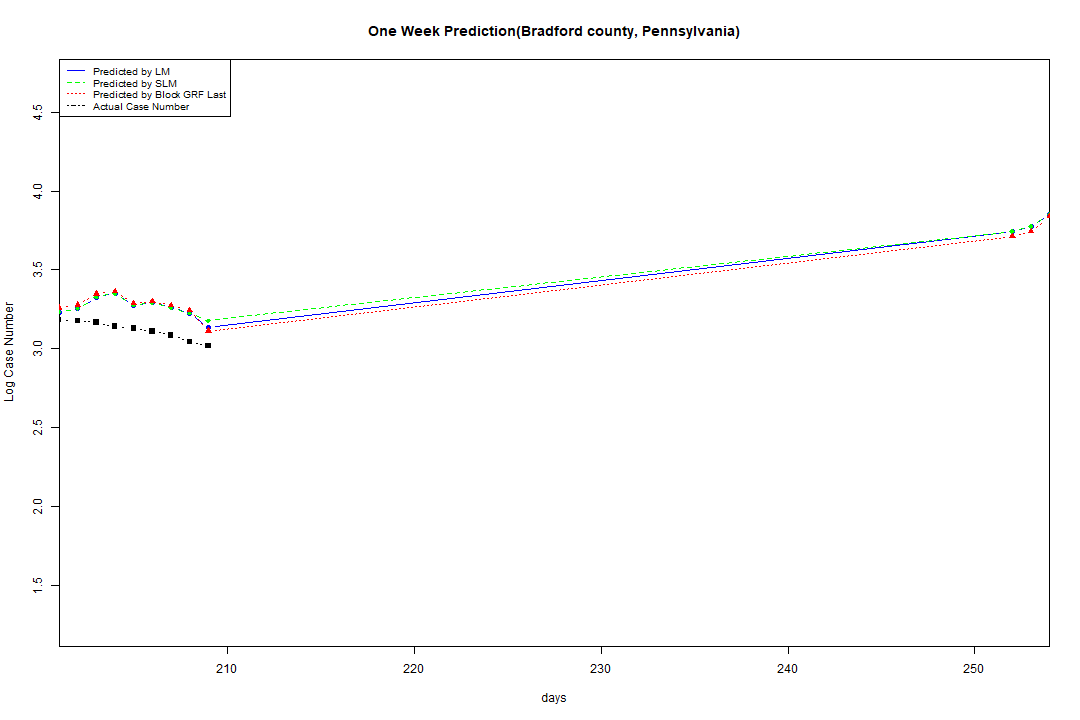 One Week Prediction(Bradford county, Pennsylvania)
Predicted by LM
Predicted by SLM
Predicted by Block GRF Last
Actual Case Number
4.5
4.0
3.5
3.0
2.5
2.0
1.5
Log Case Number
210
220
230
240
250
days